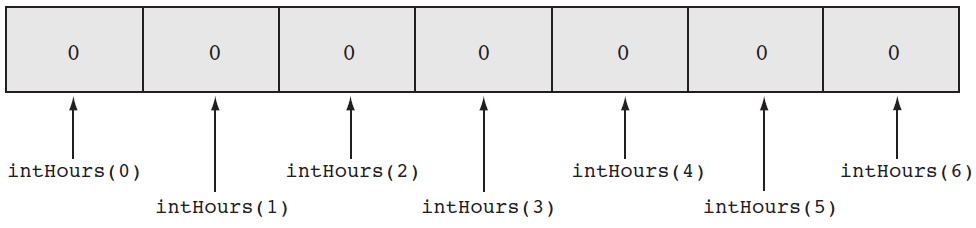 0 0 0 0 0 0 0
intHours(0) intHours(2) intHours(4) intHours(6)
intHours(1) intHours(3) intHours(5)